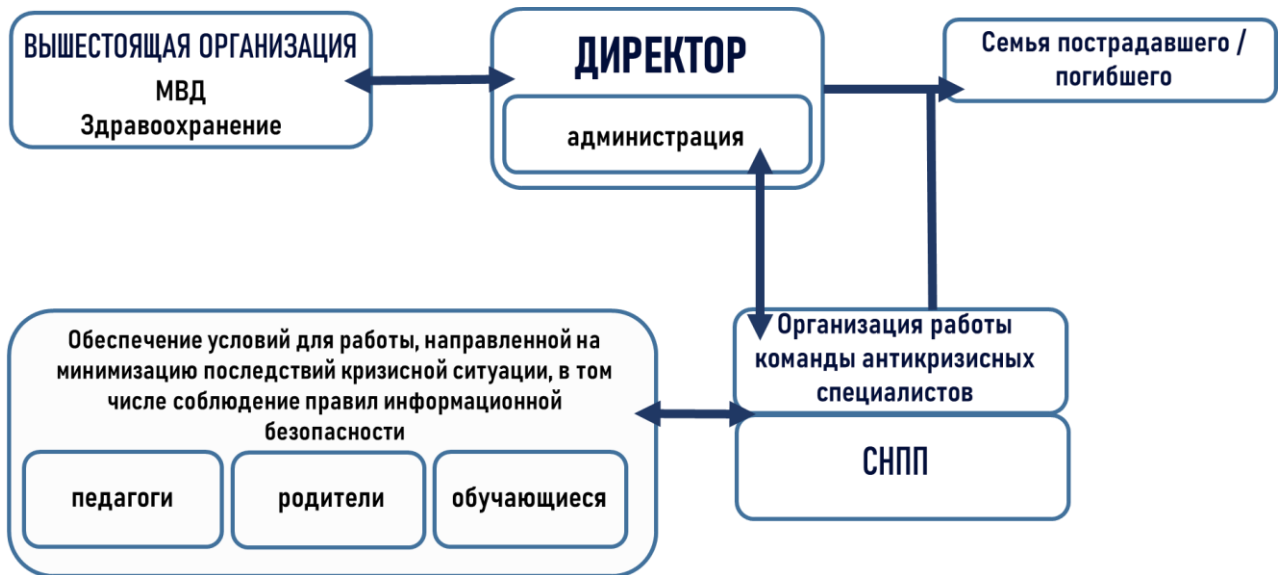 ВЫШЕСТОЯЩАЯ ОРГАНИЗАЦИЯ
МВД
Здравоохранение
ДИРЕКТОР
администрация
Семья пострадавшего /
погибшего
Обеспечение условий для работы, направленной на
минимизацию последствий кризисной ситуации, в том
числе соблюдение правил информационной
безопасности
педагоги
родители
обучающиеся
Организация работы
команды антикризисных
специалистов
СНПП